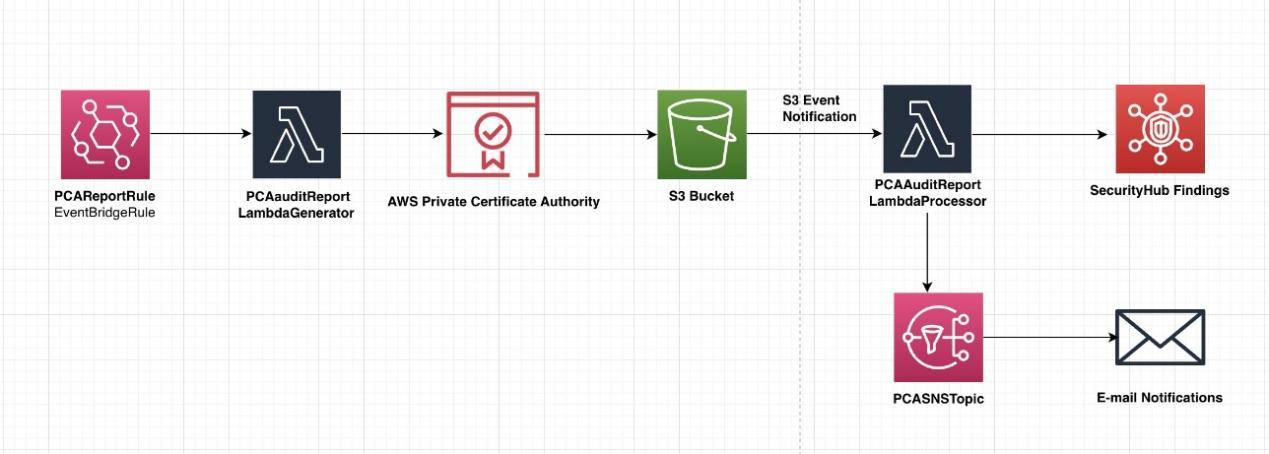 PCAReportRule
EventBridgeRule
PCAauditReport
LambdaGenerator
AWS Private Certificate Authority
S3 Bucket
S3 Event
Notification
PCAAuditReport
LambdaProcessor
SecurityHub Findings
PCASNSTopic
E-mail Notifications